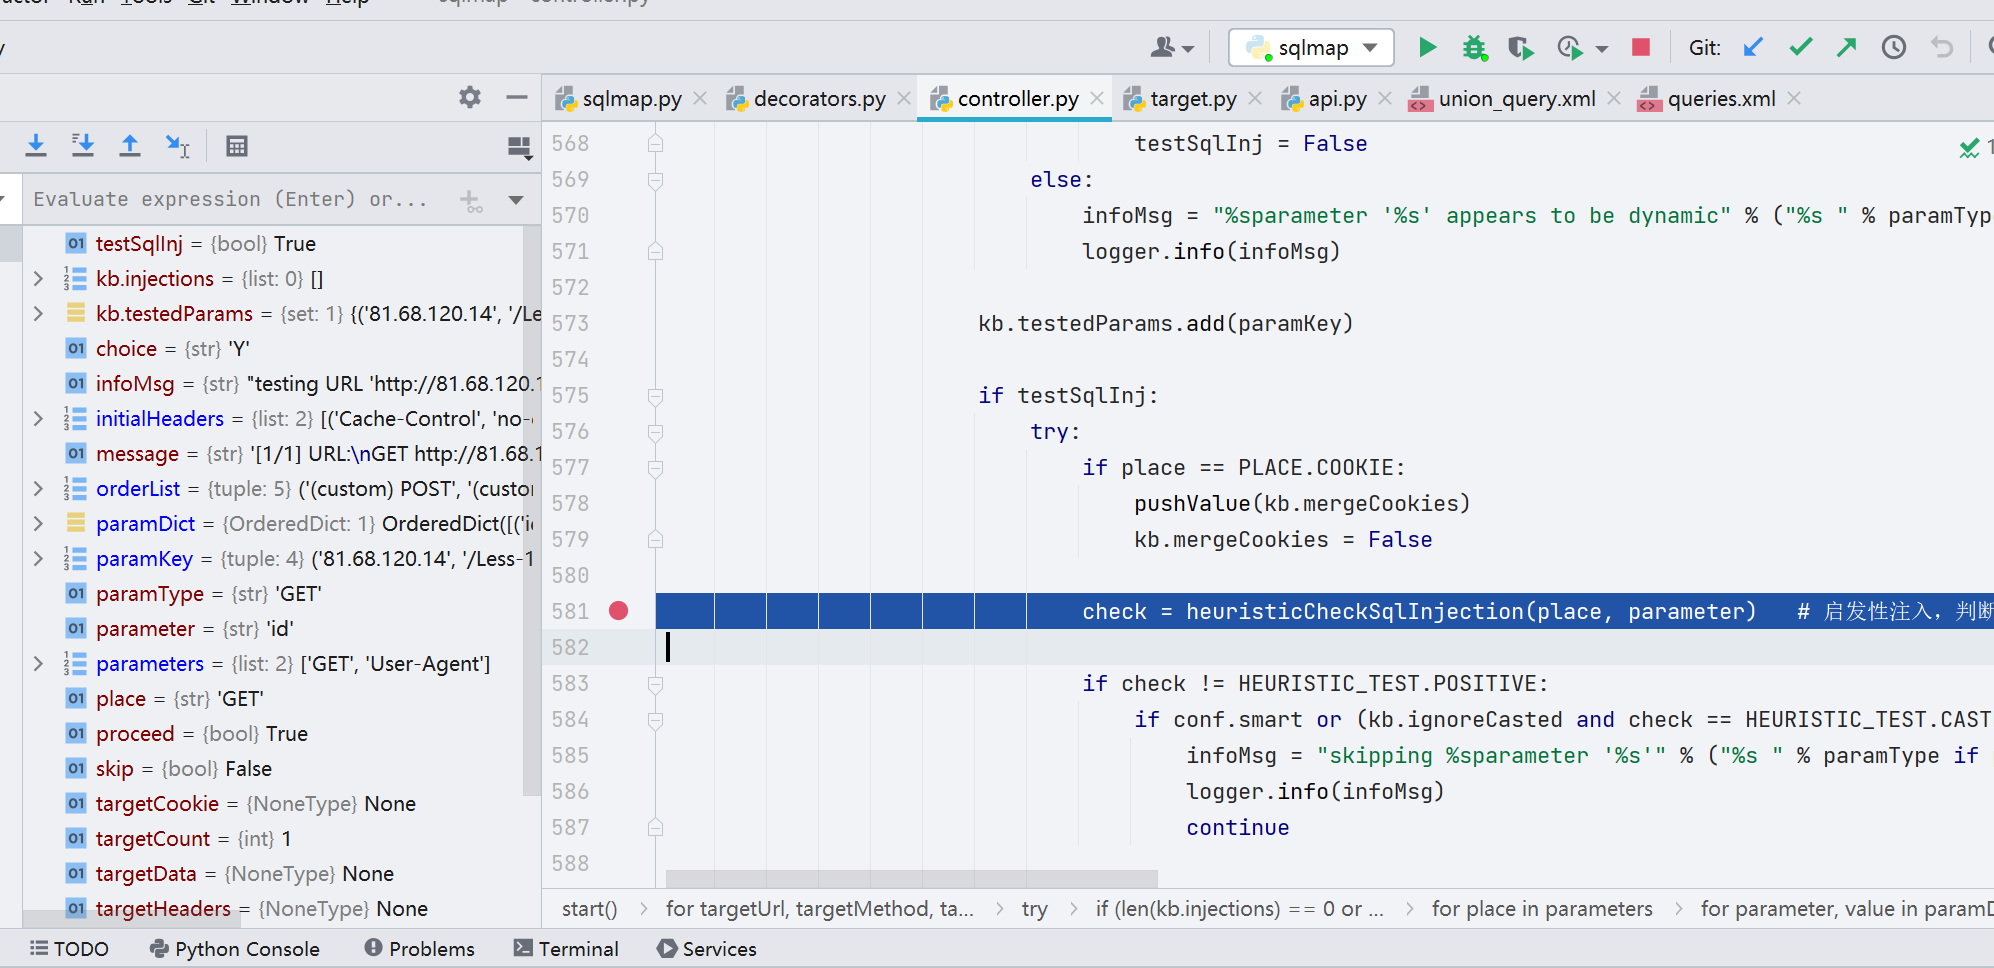 Run Tools Git Window Help
sqlmap
Git:
sqlmap.py
decorators.py
controller.py
target.py
api.py
union_query.xml
queries.xml
Evaluate expression (Enter) or...
testSqlInj = {bool} True
kb.injections = {list: 0} []
kb.testedParams = {set: 1} {('81.68.120.14', '/Le
choice = {str} 'Y'
infoMsg = {str} "testing URL 'http://81.68.120.1
initialHeaders = {list: 2} [('Cache-Control', 'no-
message = {str} '[1/1] URL:\nGET http://81.68.1
orderList = {tuple: 5} ('(custom) POST', '(custor
paramDict = {OrderedDict: 1} OrderedDict([('i
paramKey = {tuple: 4} ('81.68.120.14', '/Less-1
paramType = {str} 'GET'
parameter = {str} 'id'
parameters = {list: 2} ['GET', 'User-Agent']
place = {str} 'GET'
proceed = {bool} True
skip = {bool} False
targetCookie = {NoneType} None
targetCount = {int} 1
targetData = {NoneType} None
targetHeaders = {NoneType} None
568 testSqlInj = False
569 else:
570 infoMsg = "%sparameter '%s' appears to be dynamic" % ("%s " % paramTyp
571 logger.info(infoMsg)
572
573 kb.testedParams.add(paramKey)
574
575 if testSqlInj:
576 try:
577 if place == PLACE.COOKIE:
578 pushValue(kb.mergeCookies)
579 kb.mergeCookies = False
580
581 check = heuristicCheckSqlInjection(place, parameter) # 启发性注入，判断
582
583 if check != HEURISTIC_TEST.POSITIVE:
584 if conf.smart or (kb.ignoreCasted and check == HEURISTIC_TEST.CAST
585 infoMsg = "skipping %sparameter '%s'" % ("%s " % paramType if
586 logger.info(infoMsg)
587 continue
588
start() > for targetUrl, targetMethod, ta... > try > if (len(kb.injections) == 0 or ... > for place in parameters > for parameter, value in paramD
TODO
Python Console
Problems
Terminal
Services